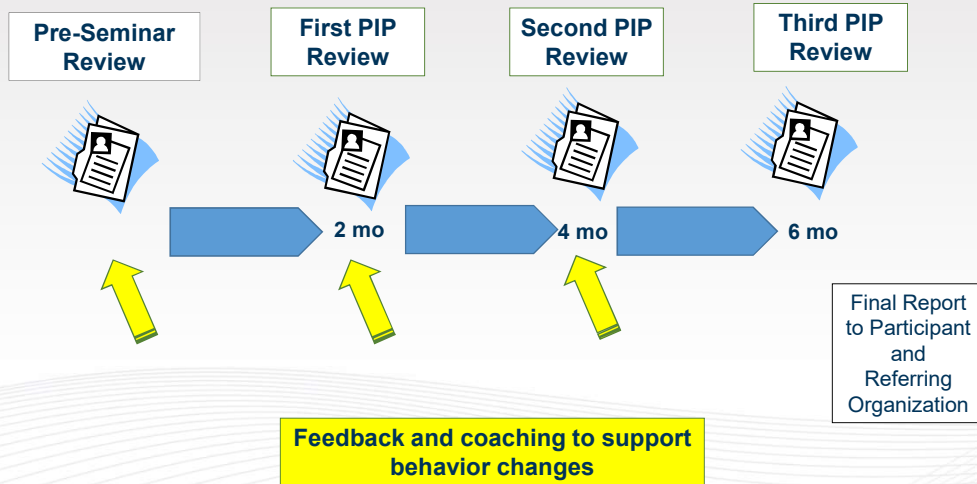 Pre-Seminar
Review
First PIP
Review
Second PIP
Review
Third PIP
Review
2 mo
4 mo
6 mo
Final Report
to Participant
and
Referring
Organization
Feedback and coaching to support
behavior changes